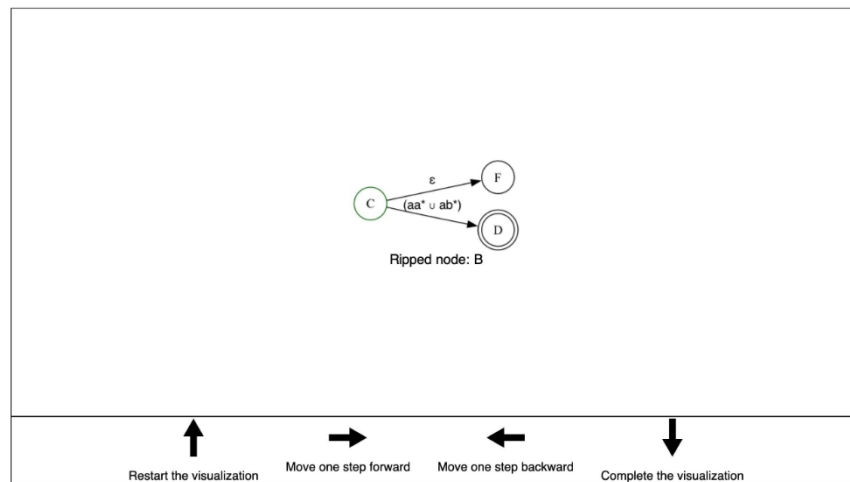 ε
F
C
(aa* ∪ ab*)
D
Ripped node: B
Restart the visualization
Move one step forward
Move one step backward
Complete the visualization